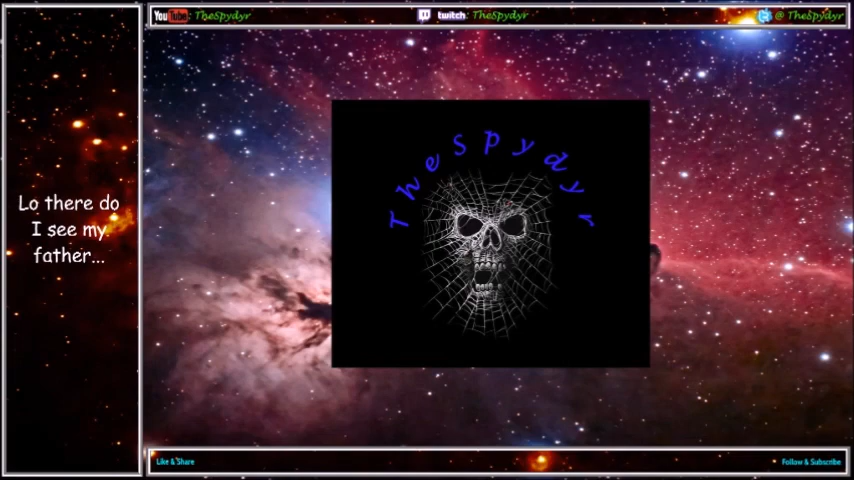 YouTube: TheSpydyr
twitch: TheSpydyr
@ TheSpydyr
TheSpydyr
Lo there do
I see my
father...
Like & Share
Follow & Subscribe